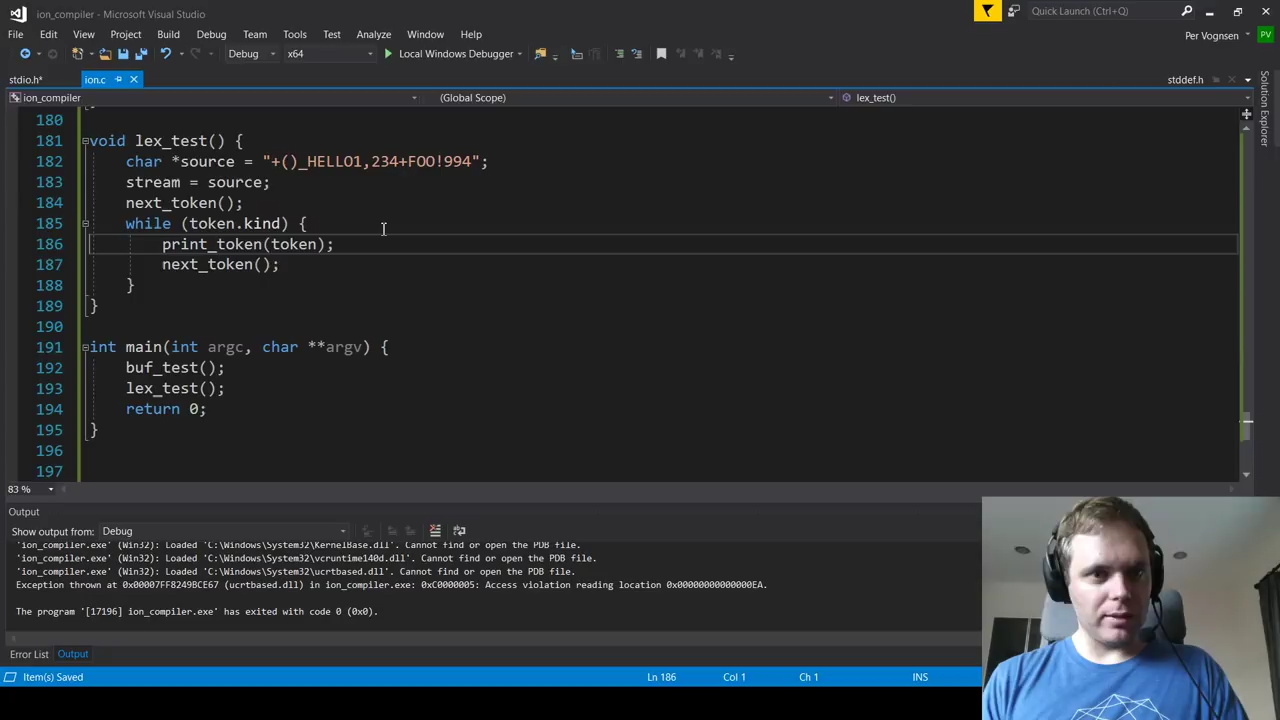 ion_compiler - Microsoft Visual Studio
Quick Launch (Ctrl+Q)
File Edit View Project Build Debug Team Tools Test Analyze Window Help
Per Vognsen PV
Debug x64 Local Windows Debugger
stdio.h* ion.c stddef.h
ion_compiler (Global Scope) lex_test()
Solution Explorer
180 }
181 void lex_test() {
182 char *source = "+()_HELLO1,234+FOO!994";
183 stream = source;
184 next_token();
185 while (token.kind) {
186 print_token(token);
187 next_token();
188 }
189 }
190
191 int main(int argc, char **argv) {
192 buf_test();
193 lex_test();
194 return 0;
195 }
196
197
83 %
Output
Show output from: Debug
'ion_compiler.exe' (Win32): Loaded 'C:\Windows\System32\KernelBase.dll'. Cannot find or open the PDB file.
'ion_compiler.exe' (Win32): Loaded 'C:\Windows\System32\vcruntime140d.dll'. Cannot find or open the PDB file.
'ion_compiler.exe' (Win32): Loaded 'C:\Windows\System32\ucrtbased.dll'. Cannot find or open the PDB file.
Exception thrown at 0x00007FF8249BCE67 (ucrtbased.dll) in ion_compiler.exe: 0xC0000005: Access violation reading location 0x00000000000000EA.
The program '[17196] ion_compiler.exe' has exited with code 0 (0x0).
Error List Output
Item(s) Saved Ln 186 Col 1 Ch 1 INS